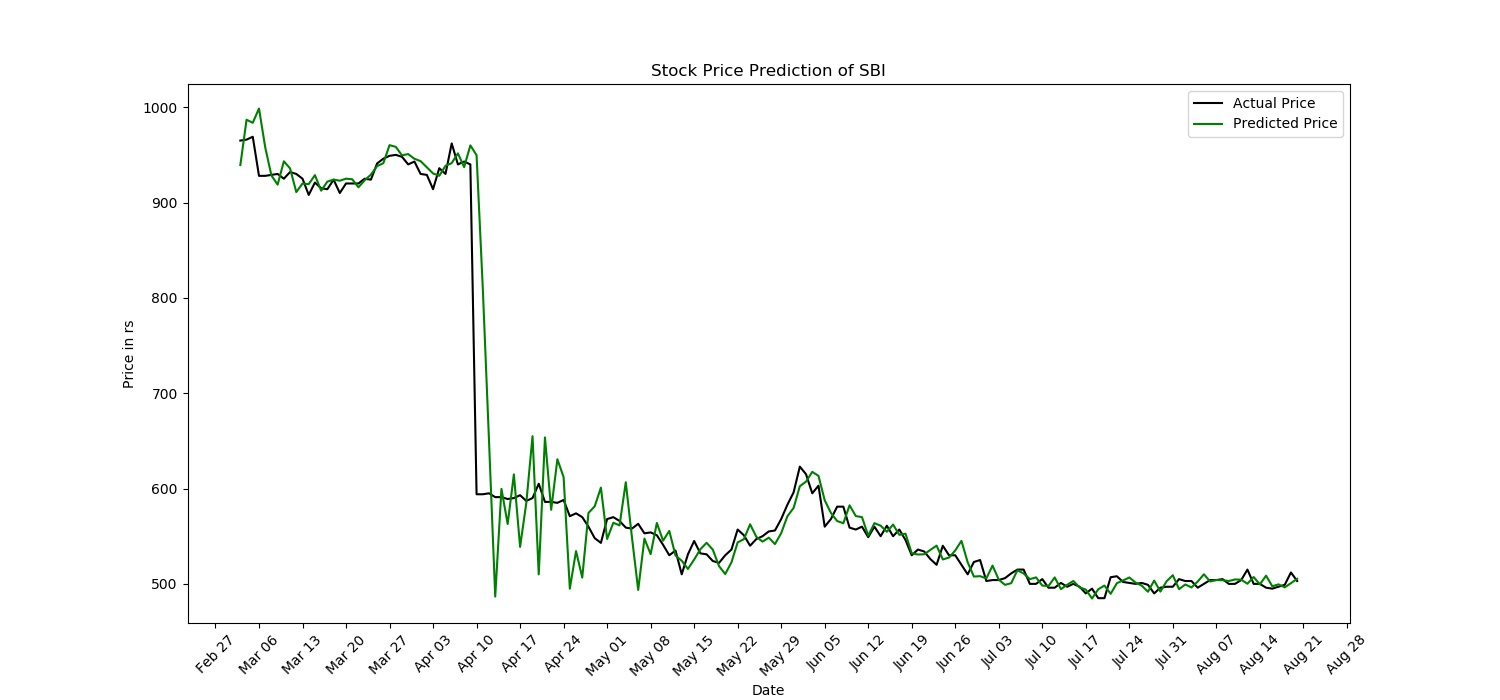 Stock Price Prediction of SBI
Actual Price
Predicted Price
1000
900
800
700
600
500
Price in rs
Feb 27
Mar 06
Mar 13
Mar 20
Mar 27
Apr 03
Apr 10
Apr 17
Apr 24
May 01
May 08
May 15
May 22
May 29
Jun 05
Jun 12
Jun 19
Jun 26
Jul 03
Jul 10
Jul 17
Jul 24
Jul 31
Aug 07
Aug 14
Aug 21
Aug 28
Date